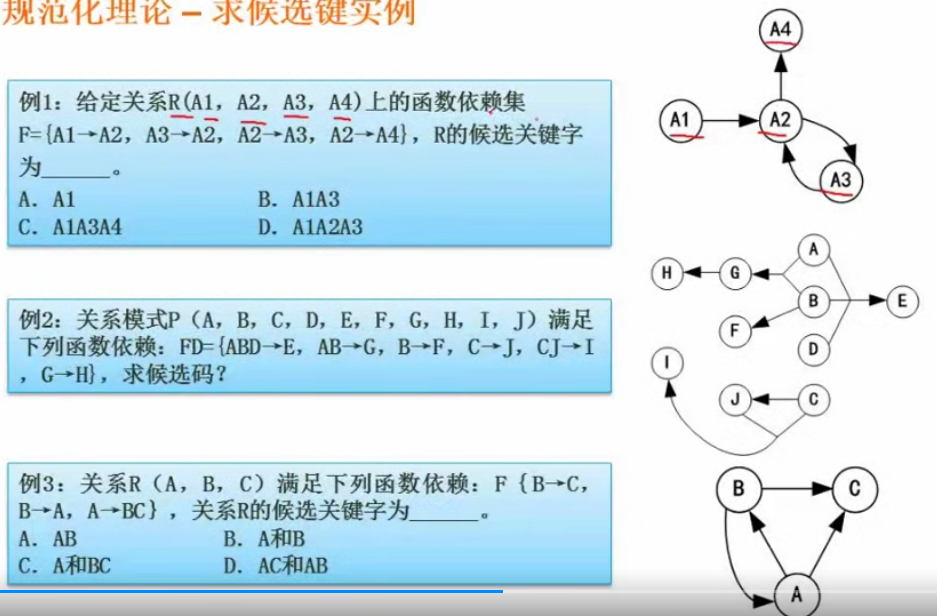 规范化理论 – 求候选键实例
例1: 给定关系R(A1, A2, A3, A4)上的函数依赖集
F={A1→A2, A3→A2, A2→A3, A2→A4}, R的候选关键字
为______。
A. A1
B. A1A3
C. A1A3A4
D. A1A2A3
A4
A1
A2
A3
例2: 关系模式P(A, B, C, D, E, F, G, H, I, J)满足
下列函数依赖: FD={ABD→E, AB→G, B→F, C→J, CJ→I
, G→H}, 求候选码?
A
H
G
B
E
F
D
I
J
C
例3: 关系R(A, B, C)满足下列函数依赖: F{B→C,
B→A, A→BC}, 关系R的候选关键字为______。
A. AB
B. A和B
C. A和BC
D. AC和AB
B
C
A